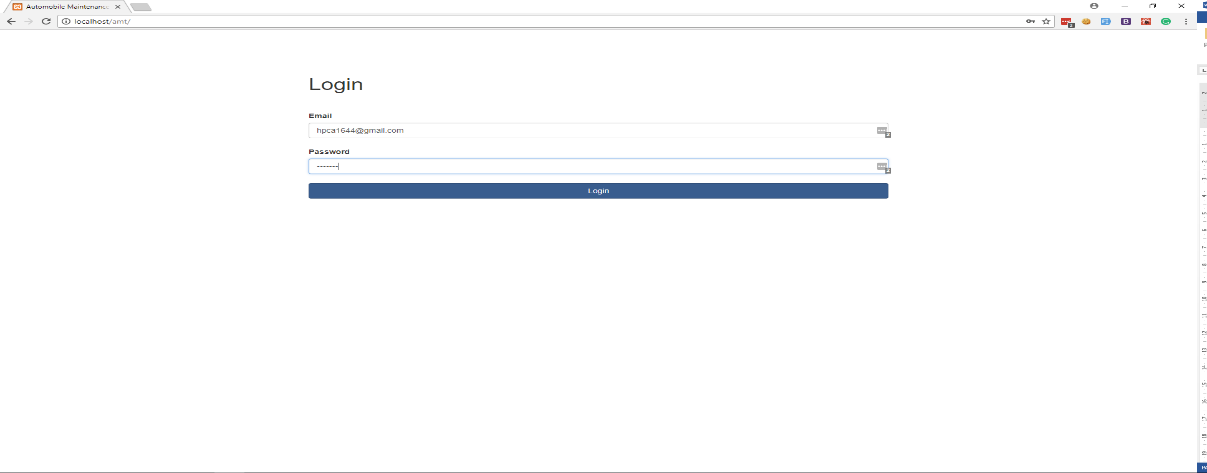 Automobile Maintenance
localhost/amt/
Login
Email
hpca1644@gmail.com
Password
-------
Login